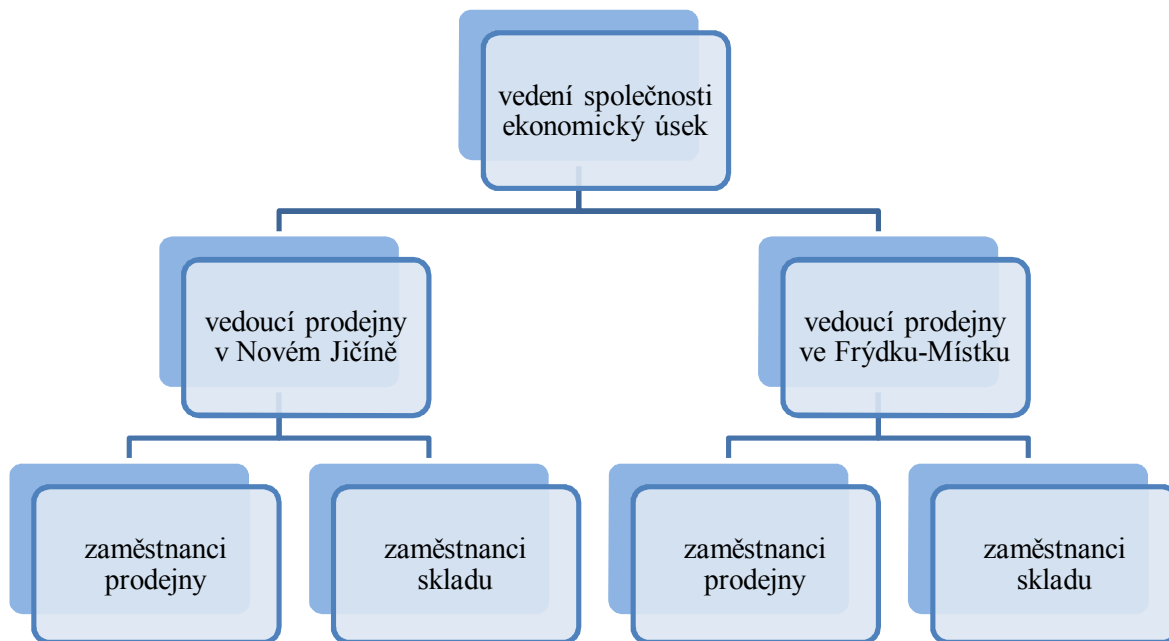 vedení společnosti
ekonomický úsek
vedoucí prodejny
v Novém Jičíně
vedoucí prodejny
ve Frýdku-Místku
zaměstnanci
prodejny
zaměstnanci
skladu
zaměstnanci
prodejny
zaměstnanci
skladu